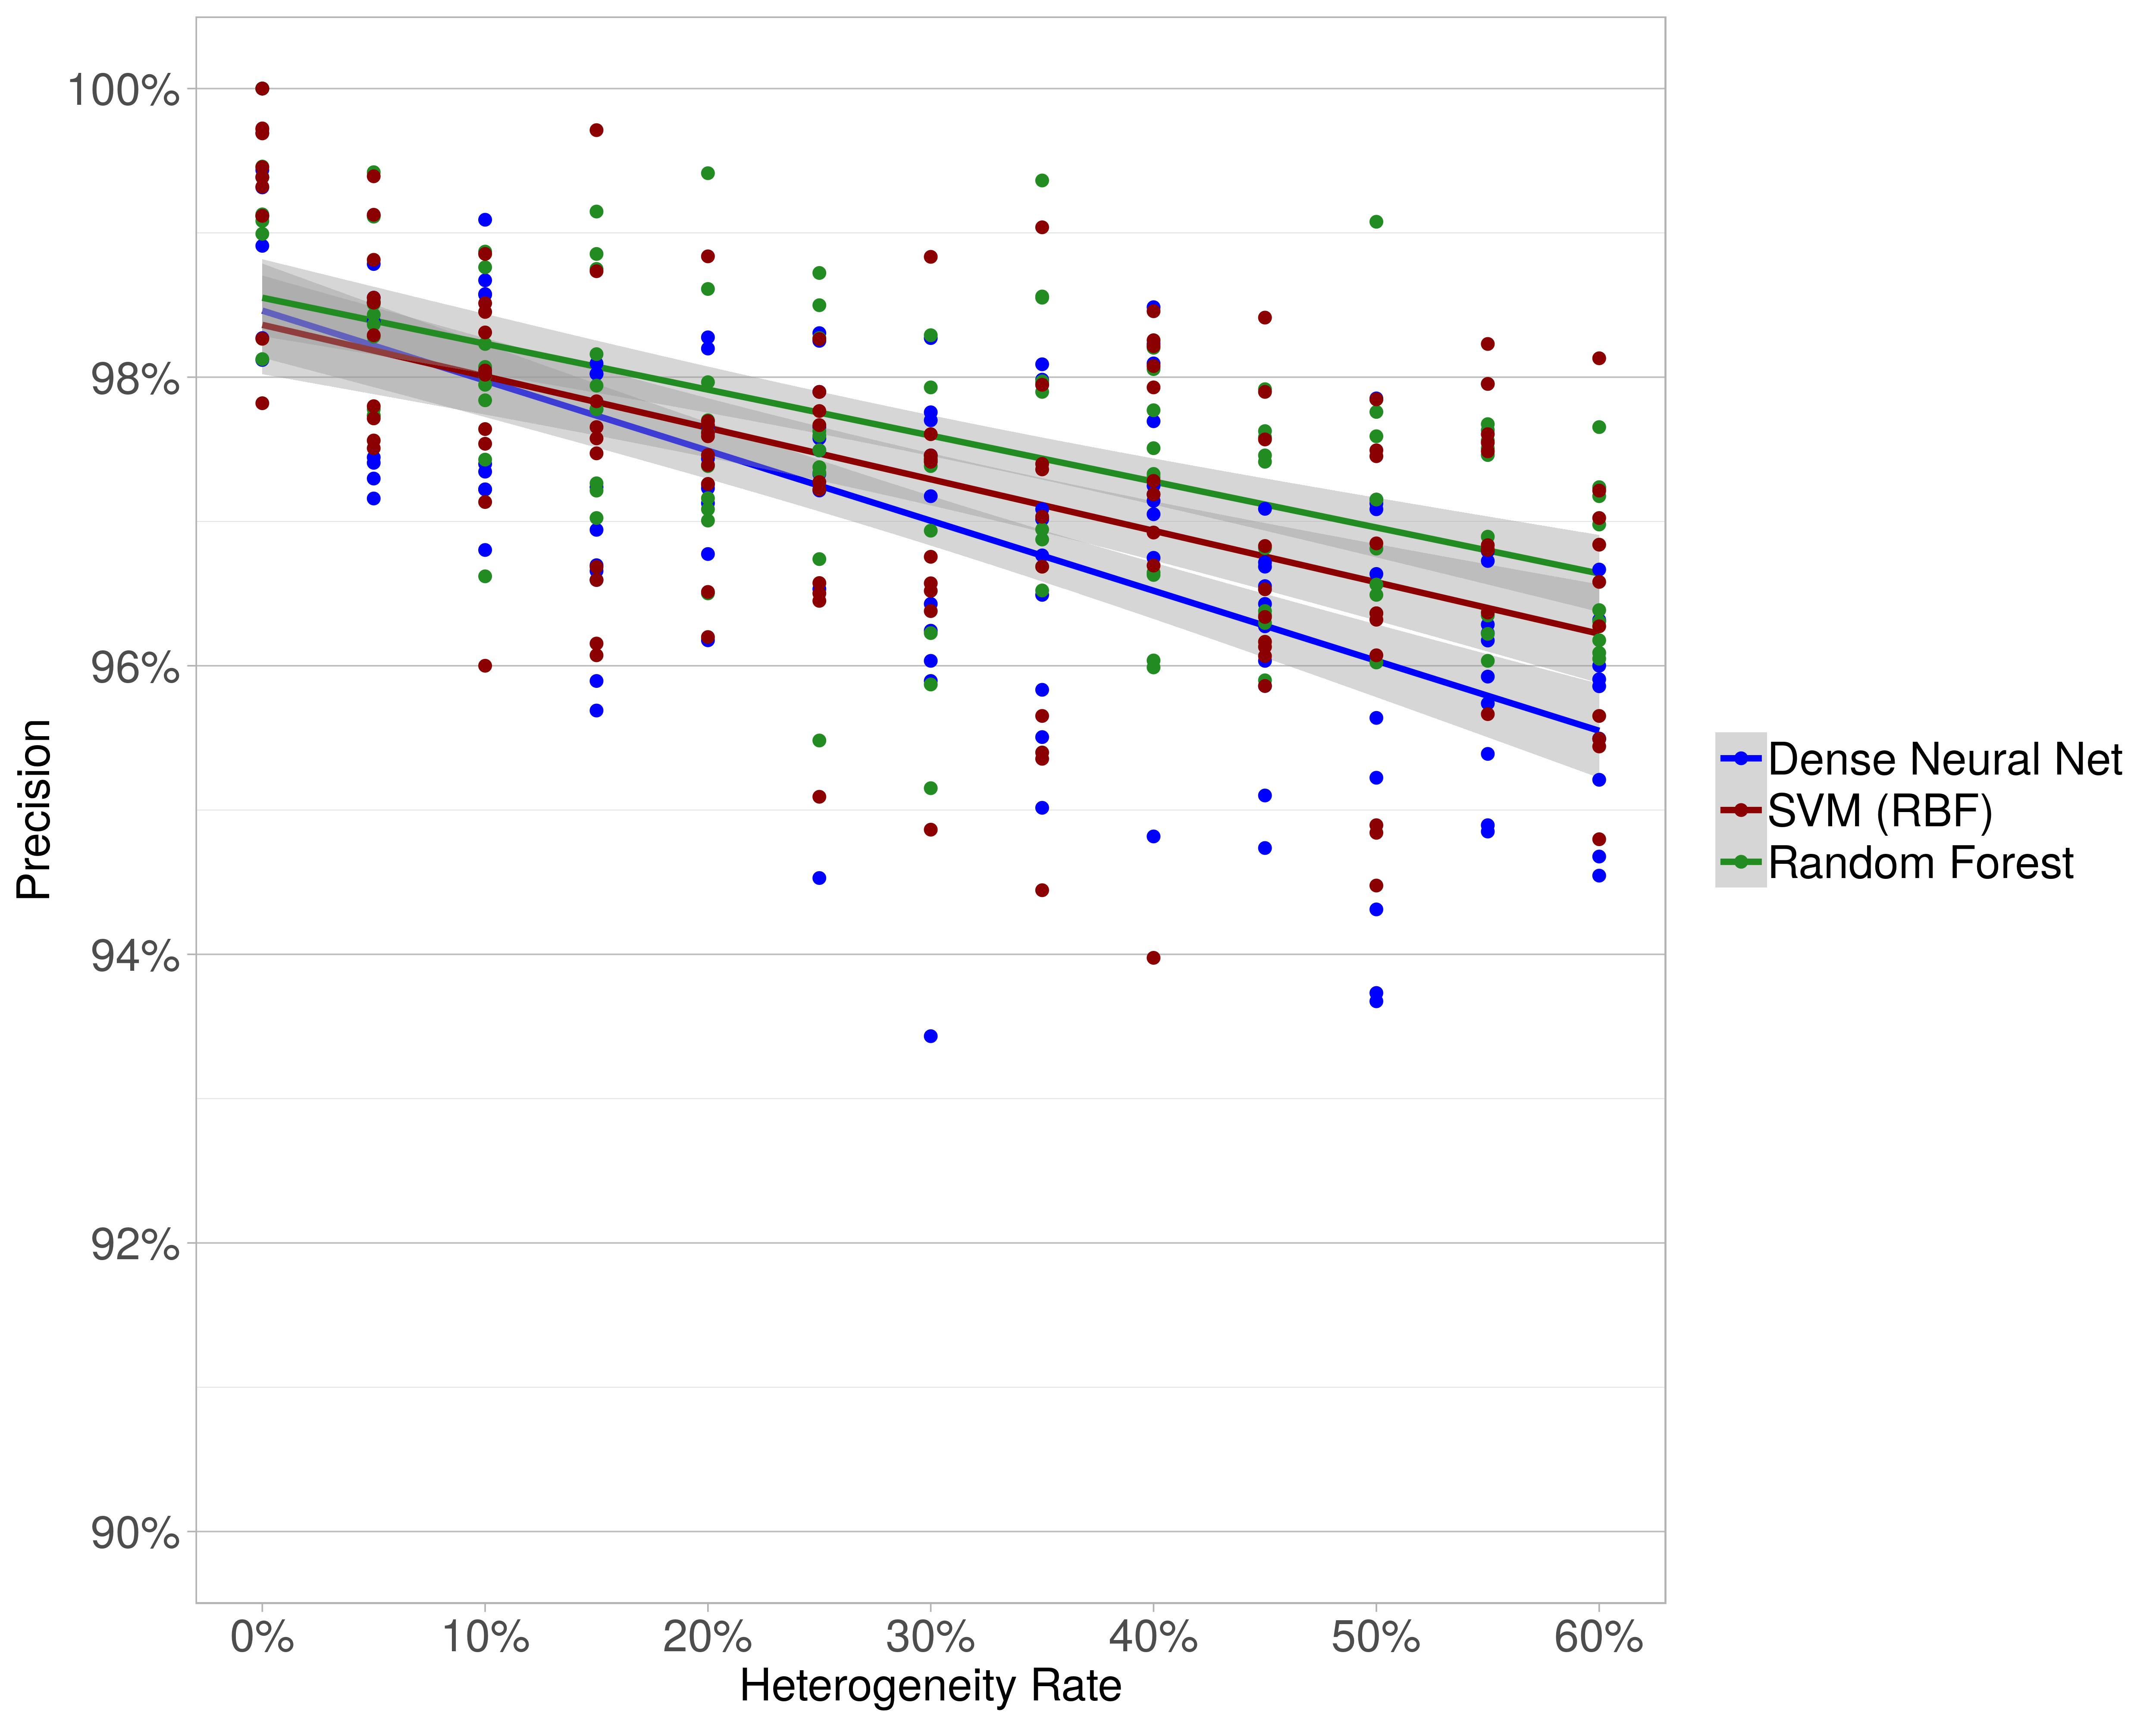 100%
98%
96%
94%
92%
90%
Precision
0%
10%
20%
30%
40%
50%
60%
Heterogeneity Rate
Dense Neural Net
SVM (RBF)
Random Forest